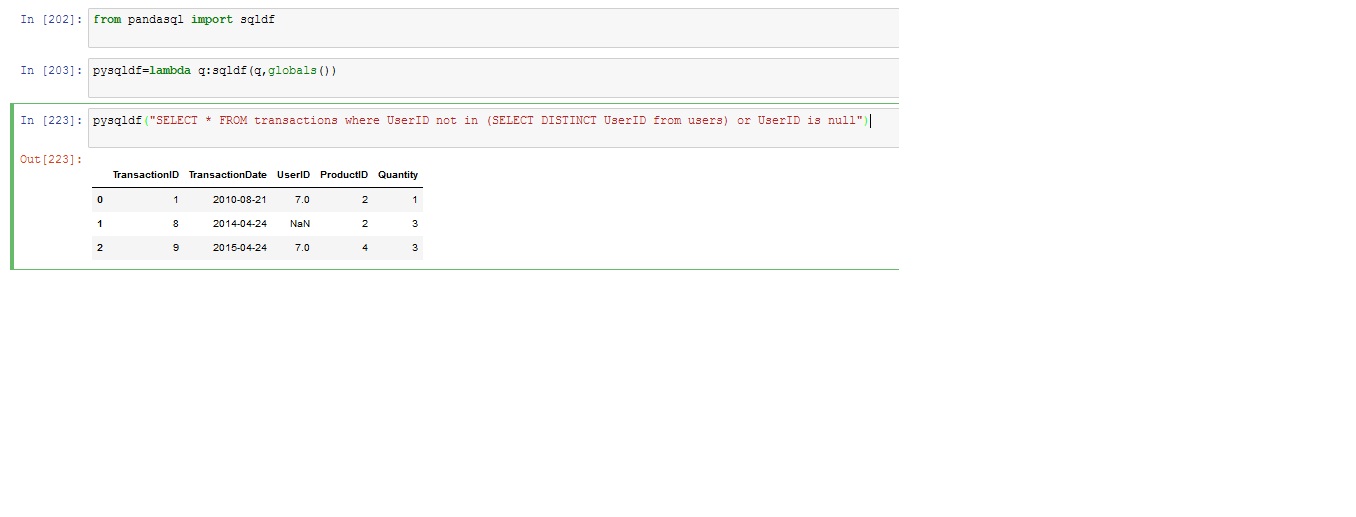 In [202]: from pandasql import sqldf
In [203]: pysqldf=lambda q:sqldf(q,globals())
In [223]: pysqldf("SELECT * FROM transactions where UserID not in (SELECT DISTINCT UserID from users) or UserID is null")
Out[223]:
TransactionID TransactionDate UserID ProductID Quantity
0 1 2010-08-21 7.0 2 1
1 8 2014-04-24 NaN 2 3
2 9 2015-04-24 7.0 4 3